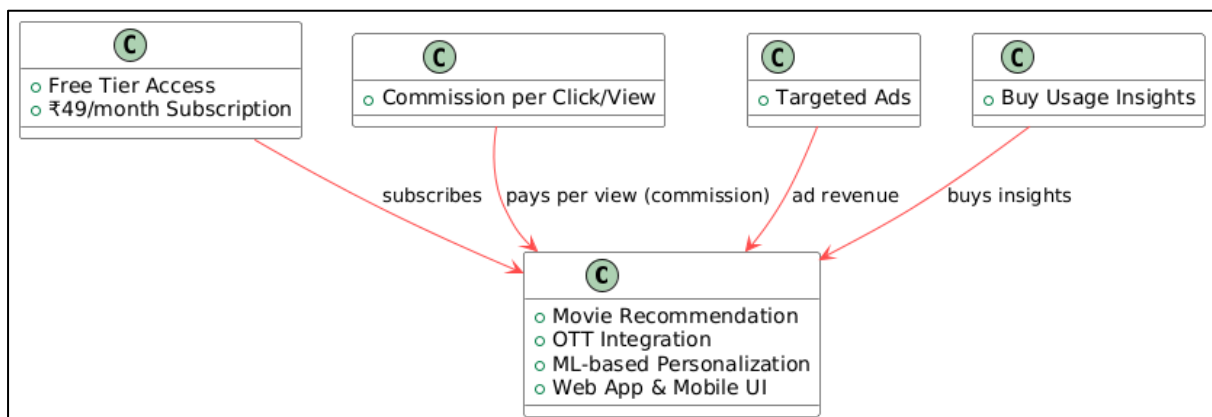 C
Free Tier Access
₹49/month Subscription
C
Commission per Click/View
C
Targeted Ads
C
Buy Usage Insights
subscribes
pays per view (commission)
ad revenue
buys insights
C
Movie Recommendation
OTT Integration
ML-based Personalization
Web App & Mobile UI